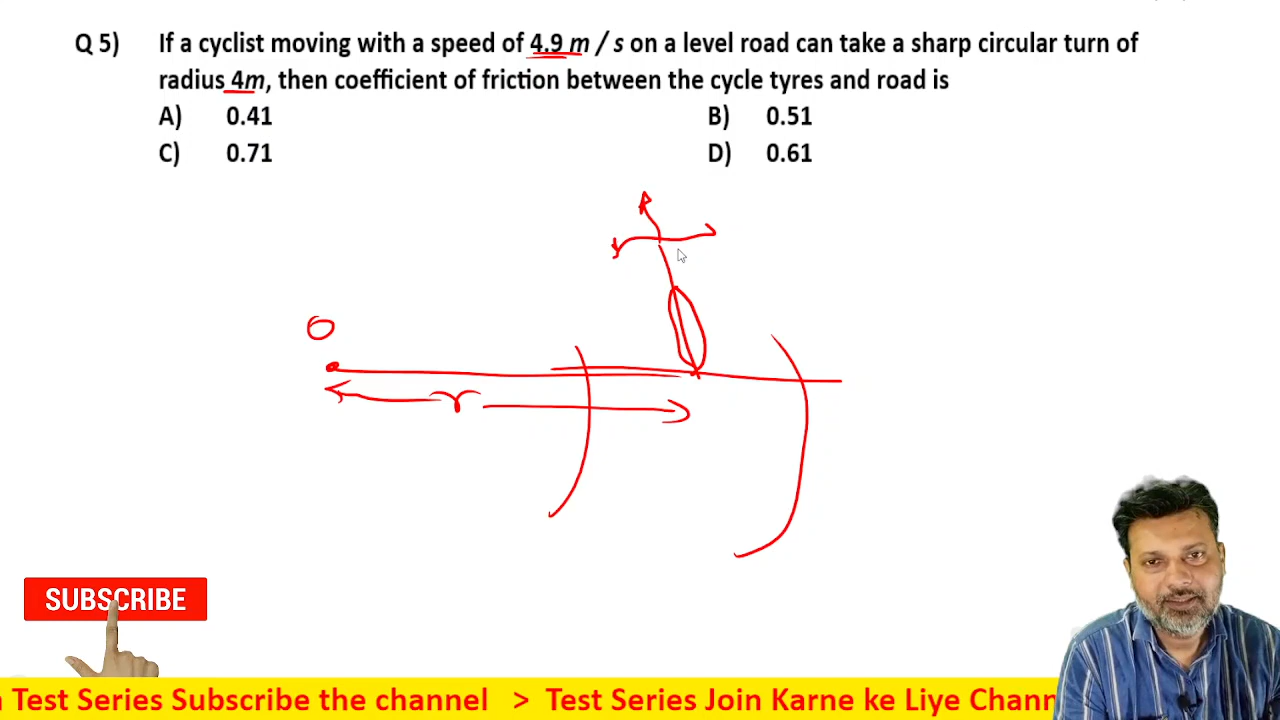 Q 5) If a cyclist moving with a speed of 4.9 m / s on a level road can take a sharp circular turn of
radius 4m, then coefficient of friction between the cycle tyres and road is
A) 0.41 B) 0.51
C) 0.71 D) 0.61
O
r
SUBSCRIBE
Test Series Subscribe the channel > Test Series Join Karne ke Liye